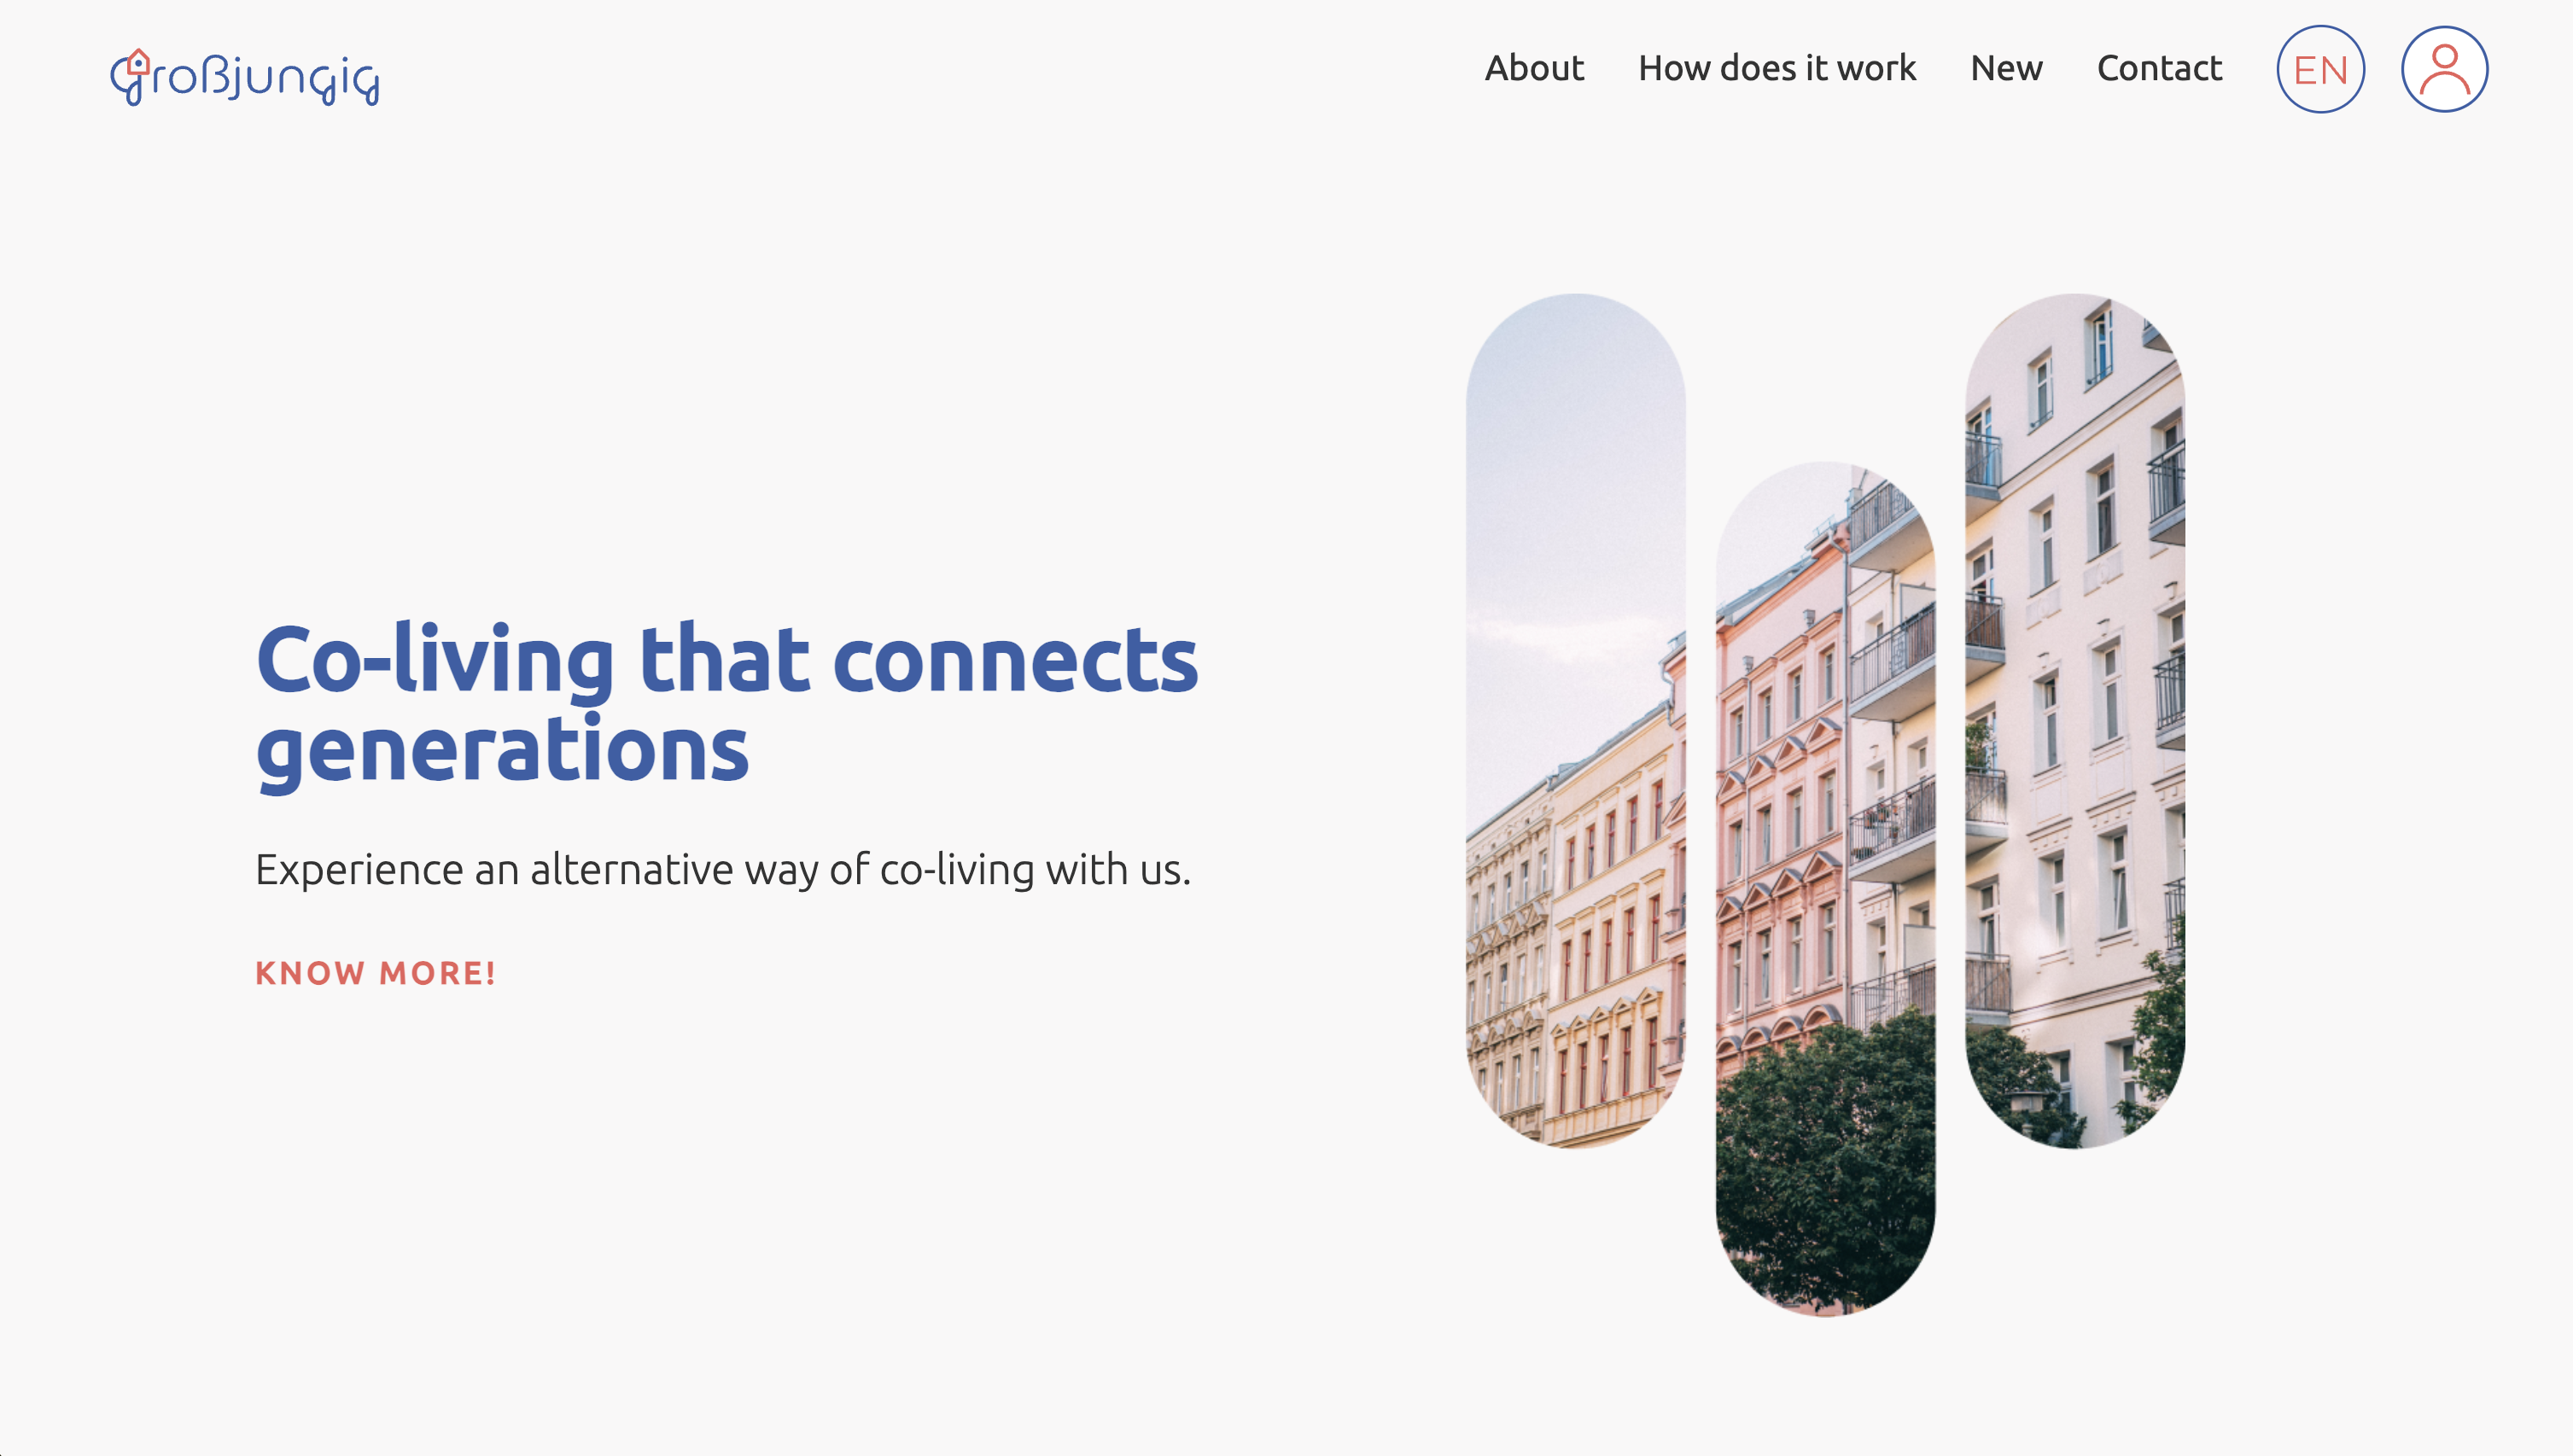 großjungig
About
How does it work
New
Contact
EN
Co-living that connects
generations
Experience an alternative way of co-living with us.
KNOW MORE!